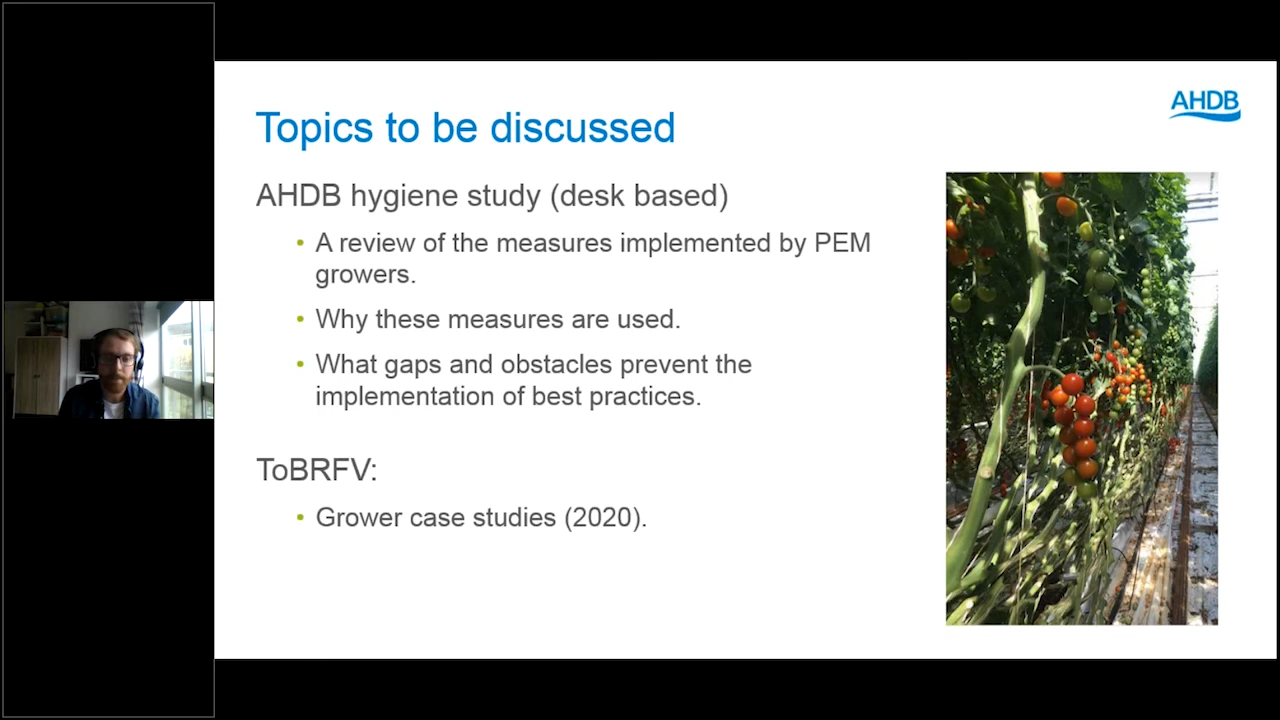 AHDB
Topics to be discussed
AHDB hygiene study (desk based)
• A review of the measures implemented by PEM
growers.
• Why these measures are used.
• What gaps and obstacles prevent the
implementation of best practices.
ToBRFV:
• Grower case studies (2020).